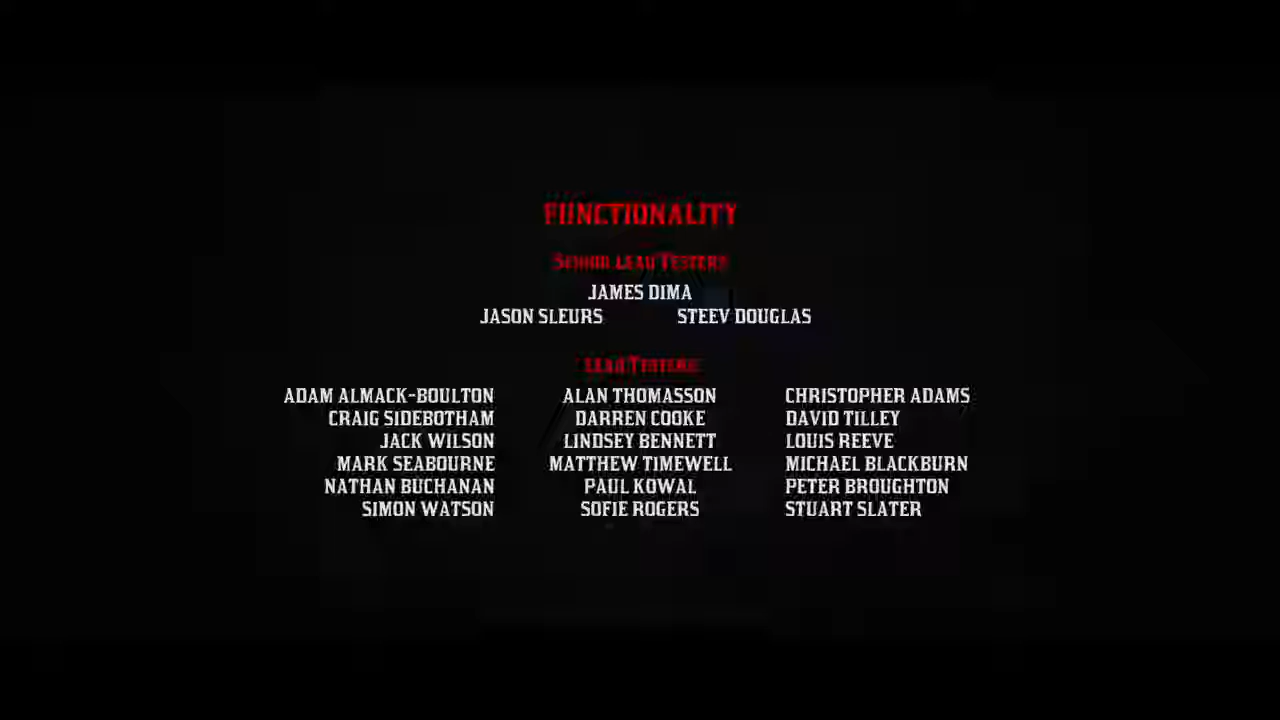 FUNCTIONALITY
SENIOR LEAD TESTERS
JAMES DIMA
JASON SLEURS STEEV DOUGLAS
LEAD TESTERS
ADAM ALMACK-BOULTON ALAN THOMASSON CHRISTOPHER ADAMS
CRAIG SIDEBOTHAM DARREN COOKE DAVID TILLEY
JACK WILSON LINDSEY BENNETT LOUIS REEVE
MARK SEABOURNE MATTHEW TIMEWELL MICHAEL BLACKBURN
NATHAN BUCHANAN PAUL KOWAL PETER BROUGHTON
SIMON WATSON SOFIE ROGERS STUART SLATER